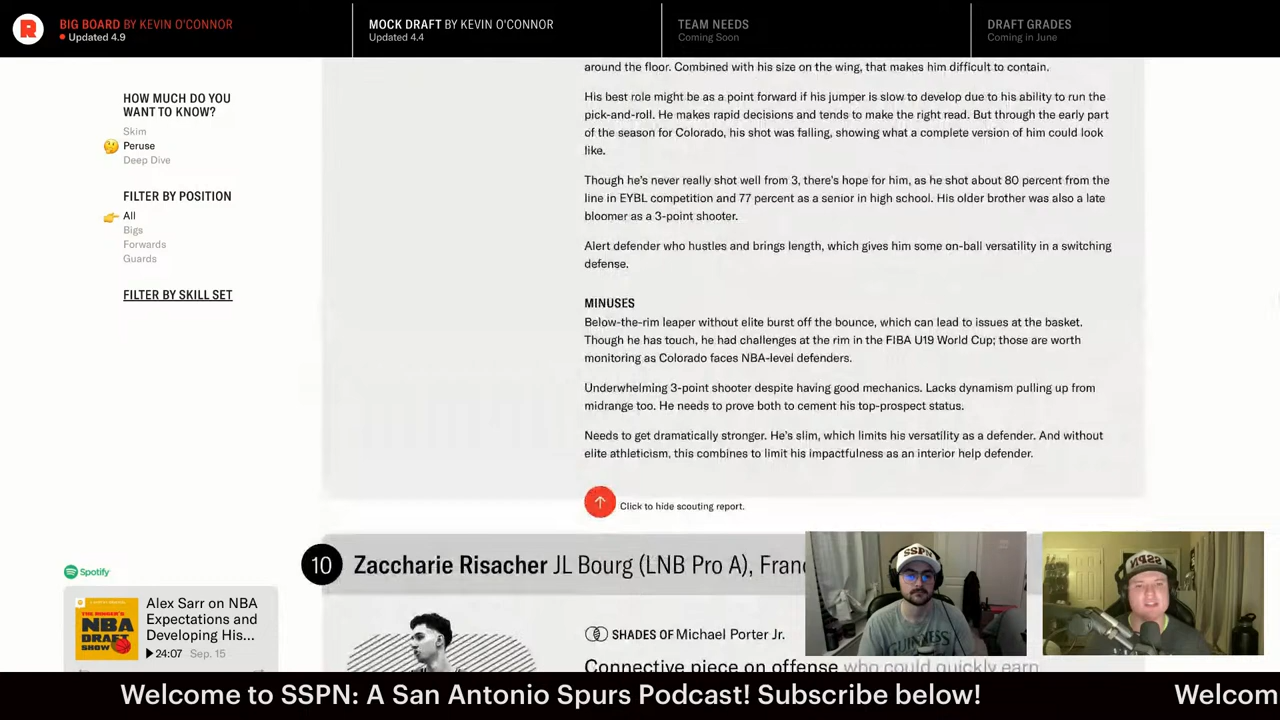 R
BIG BOARD BY KEVIN O'CONNOR
Updated 4.9
MOCK DRAFT BY KEVIN O'CONNOR
Updated 4.4
TEAM NEEDS
Coming Soon
DRAFT GRADES
Coming in June
HOW MUCH DO YOU
WANT TO KNOW?
Skim
Peruse
Deep Dive
FILTER BY POSITION
All
Bigs
Forwards
Guards
FILTER BY SKILL SET
around the floor. Combined with his size on the wing, that makes him difficult to contain.
His best role might be as a point forward if his jumper is slow to develop due to his ability to run the
pick-and-roll. He makes rapid decisions and tends to make the right read. But through the early part
of the season for Colorado, his shot was falling, showing what a complete version of him could look
like.
Though he's never really shot well from 3, there's hope for him, as he shot about 80 percent from the
line in EYBL competition and 77 percent as a senior in high school. His older brother was also a late
bloomer as a 3-point shooter.
Alert defender who hustles and brings length, which gives him some on-ball versatility in a switching
defense.
MINUSES
Below-the-rim leaper without elite burst off the bounce, which can lead to issues at the basket.
Though he has touch, he had challenges at the rim in the FIBA U19 World Cup; those are worth
monitoring as Colorado faces NBA-level defenders.
Underwhelming 3-point shooter despite having good mechanics. Lacks dynamism pulling up from
midrange too. He needs to prove both to cement his top-prospect status.
Needs to get dramatically stronger. He's slim, which limits his versatility as a defender. And without
elite athleticism, this combines to limit his impactfulness as an interior help defender.
Click to hide scouting report.
10 Zaccharie Risacher JL Bourg (LNB Pro A), Franc
SHADES OF Michael Porter Jr.
Connective piece on offense who could quickly earn
Spotify
THE RINGER'S
NBA
DRAFT
SHOW
Alex Sarr on NBA
Expectations and
Developing His...
24:07 Sep. 15
SSPN
GUINNESS
SSPN
Welcome to SSPN: A San Antonio Spurs Podcast! Subscribe below! Welcom